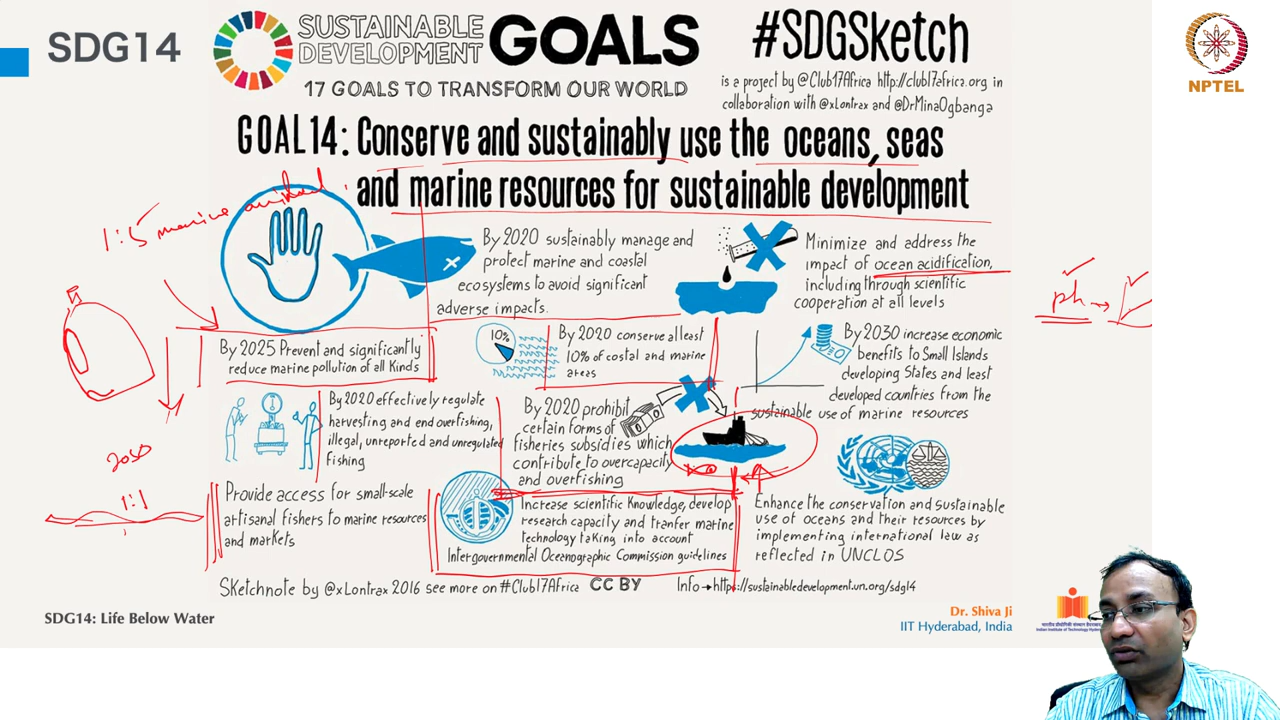 SDG14
SUSTAINABLE
DEVELOPMENT
GOALS
17 GOALS TO TRANSFORM OUR WORLD
#SDGSketch
is a project by @Club17Africa http://club17africa.org in
collaboration with @xLontrax and @DrMinaOgbanga
NPTEL
GOAL14: Conserve and sustainably use the oceans, seas
and marine resources for sustainable development
1:5 marine
By 2020 sustainably manage and
protect marine and coastal
ecosystems to avoid significant
adverse impacts.
Minimize and address the
impact of ocean acidification,
including through scientific
cooperation at all levels
ph
By 2025 Prevent and significantly
reduce marine pollution of all Kinds
10%
By 2020 conserve at least
10% of costal and marine
areas
By 2030 increase economic
benefits to Small Islands
developing States and least
developed countries from the
sustainable use of marine resources
By 2020 effectively regulate
harvesting and end overfishing,
illegal, unreported and unregulated
fishing
By 2020 prohibit
certain forms of
fisheries subsidies which
contribute to overcapacity
and overfishing
2050
1:1
Provide access for small-scale
artisanal fishers to marine resources
and markets
Increase scientific Knowledge, develop
research capacity and tranfer marine
technology taking into account
Intergovernmental Oceanographic Commission guidelines
Enhance the conservation and sustainable
use of oceans and their resources by
implementing international law as
reflected in UNCLOS
Sketchnote by @xLontrax 2016 see more on #Club17Africa CC BY Info→https://sustainabledevelopment.un.org/sdg14
SDG14: Life Below Water
Dr. Shiva Ji
IIT Hyderabad, India